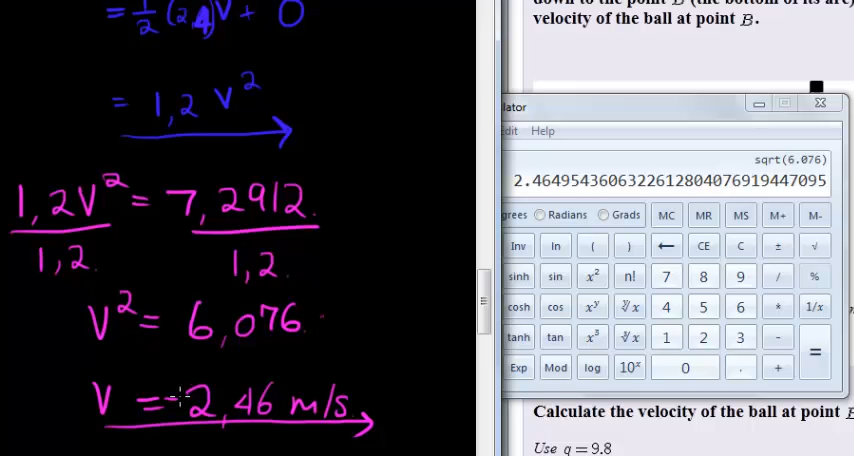 = 1/2 (2,4)V + 0
= 1,2 V²
1,2V² = 7,2912
1,2 1,2
V² = 6,076
V = 2,46 m/s
velocity of the ball at point B.
lator
dit Help
sqrt(6.076)
2.4649543606322612804076919447095
grees Radians Grads MC MR MS M+ M-
Inv ln ( ) ← CE C ± √
sinh sin x² n! 7 8 9 / %
cosh cos xʸ ʸ√x 4 5 6 * 1/x
tanh tan x³ ³√x 1 2 3 - =
Exp Mod log 10ˣ 0 . +
Calculate the velocity of the ball at point B
Use g = 9.8